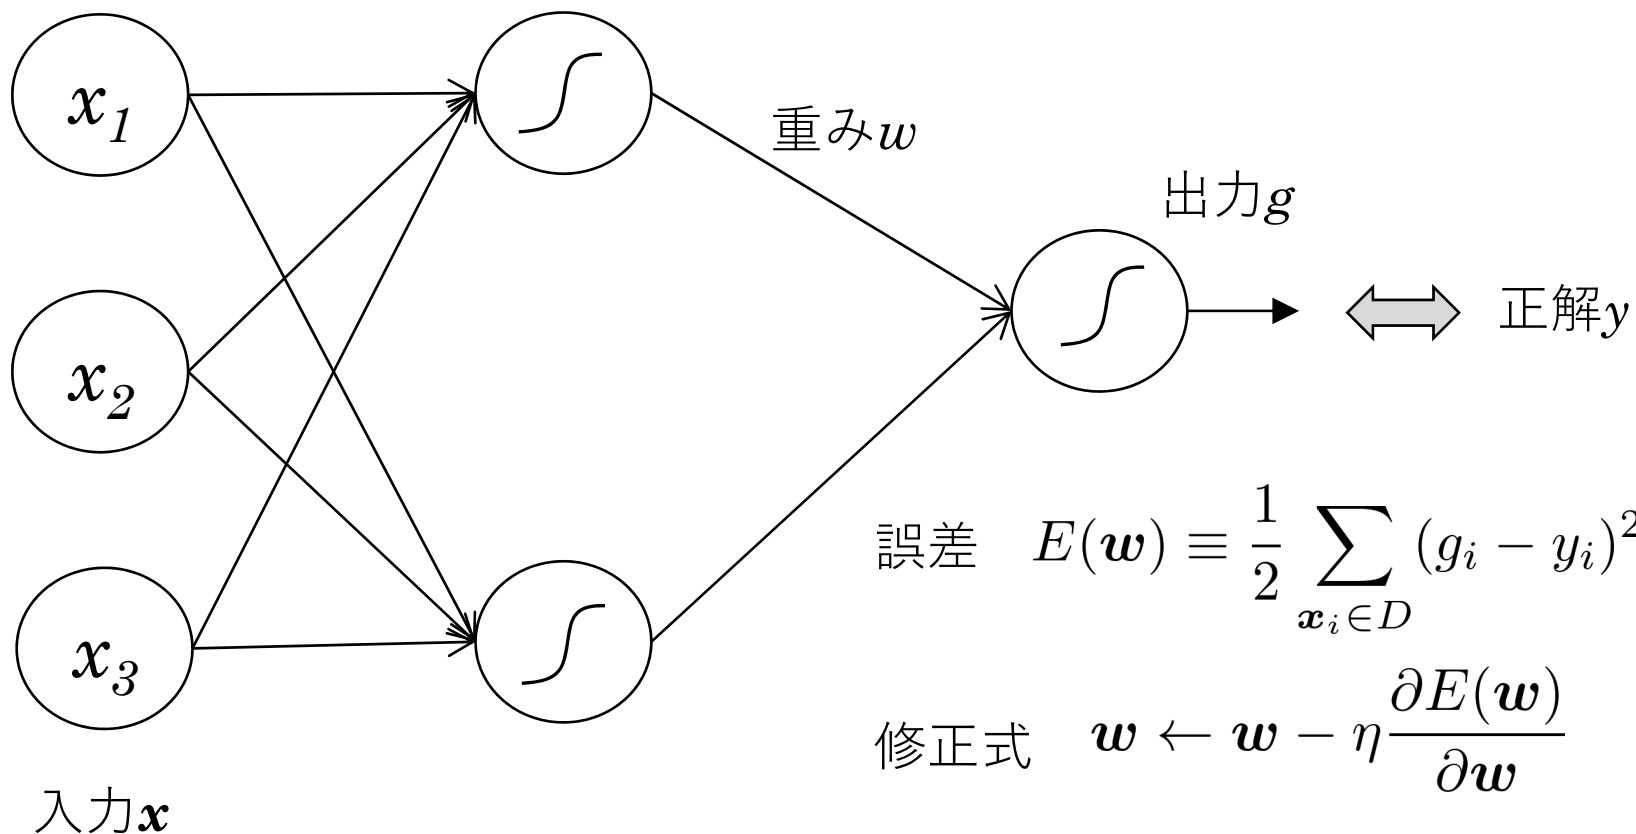 x₁
重みw
出力g
x₂
正解y
誤差 E(w) ≡ 1/2 ∑_{x_i∈D} (g_i − y_i)²
x₃
修正式 w ← w − η ∂E(w)/∂w
入力x